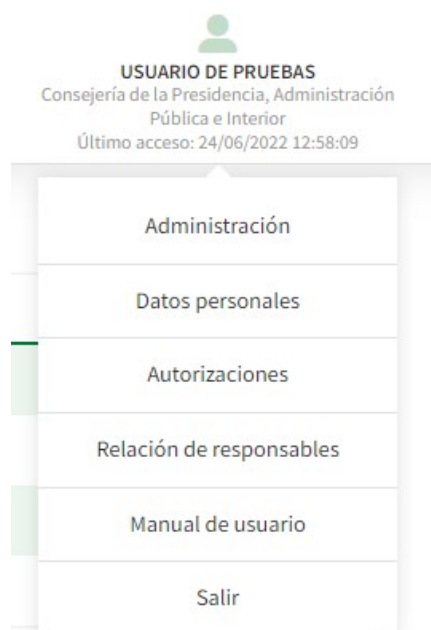 USUARIO DE PRUEBAS
Consejería de la Presidencia, Administración
Pública e Interior
Último acceso: 24/06/2022 12:58:09
Administración
Datos personales
Autorizaciones
Relación de responsables
Manual de usuario
Salir